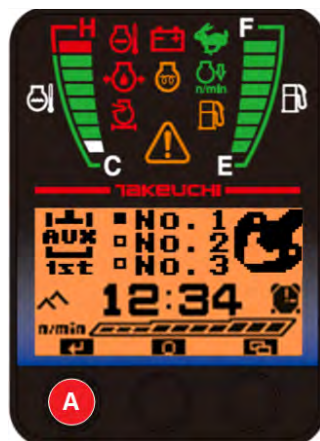 H F
n/min
C E
TAKEUCHI
AUX No. 1
No. 2
1st No. 3
12:34
n/min
A